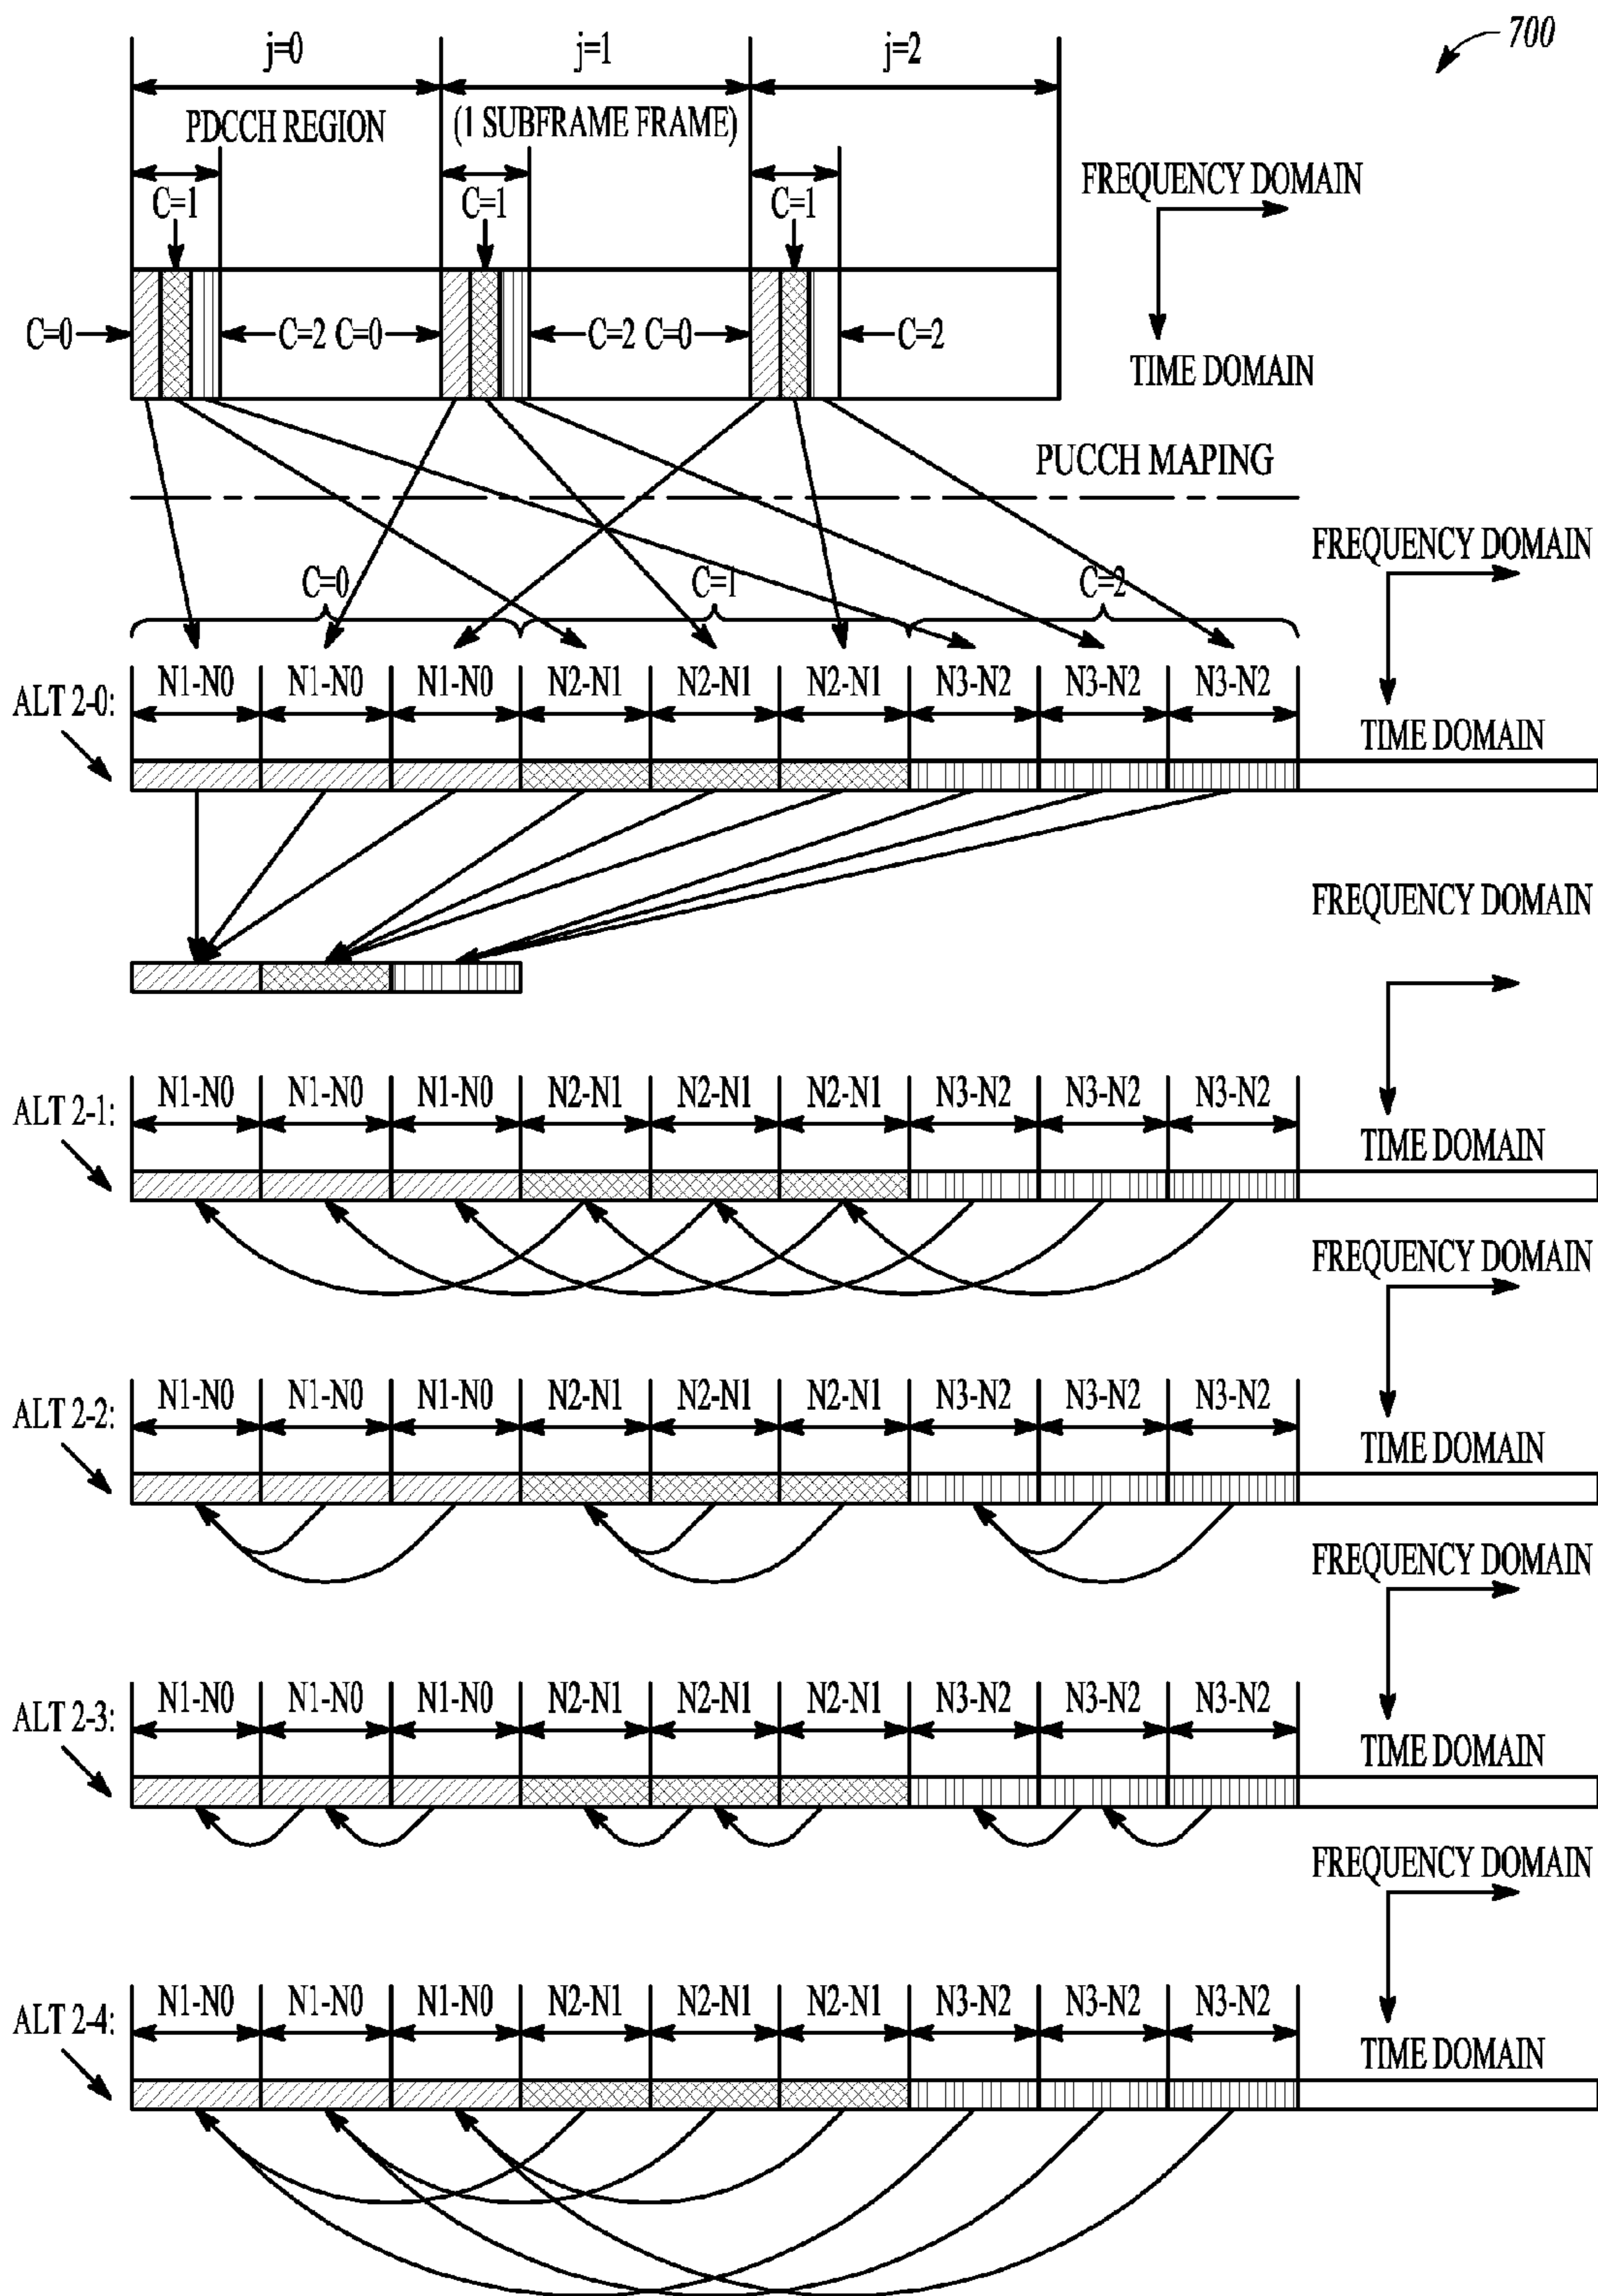 700
j=0 j=1 j=2
PDCCH REGION (1 SUBFRAME FRAME)
FREQUENCY DOMAIN
C=1 C=1 C=1
C=0 C=2 C=0 C=2 C=0 C=2
TIME DOMAIN
PUCCH MAPING
FREQUENCY DOMAIN
C=0 C=1 C=2
N1-N0 N1-N0 N1-N0 N2-N1 N2-N1 N2-N1 N3-N2 N3-N2 N3-N2
ALT 2-0:
TIME DOMAIN
FREQUENCY DOMAIN
N1-N0 N1-N0 N1-N0 N2-N1 N2-N1 N2-N1 N3-N2 N3-N2 N3-N2
ALT 2-1:
TIME DOMAIN
FREQUENCY DOMAIN
N1-N0 N1-N0 N1-N0 N2-N1 N2-N1 N2-N1 N3-N2 N3-N2 N3-N2
ALT 2-2:
TIME DOMAIN
FREQUENCY DOMAIN
N1-N0 N1-N0 N1-N0 N2-N1 N2-N1 N2-N1 N3-N2 N3-N2 N3-N2
ALT 2-3:
TIME DOMAIN
FREQUENCY DOMAIN
N1-N0 N1-N0 N1-N0 N2-N1 N2-N1 N2-N1 N3-N2 N3-N2 N3-N2
ALT 2-4:
TIME DOMAIN